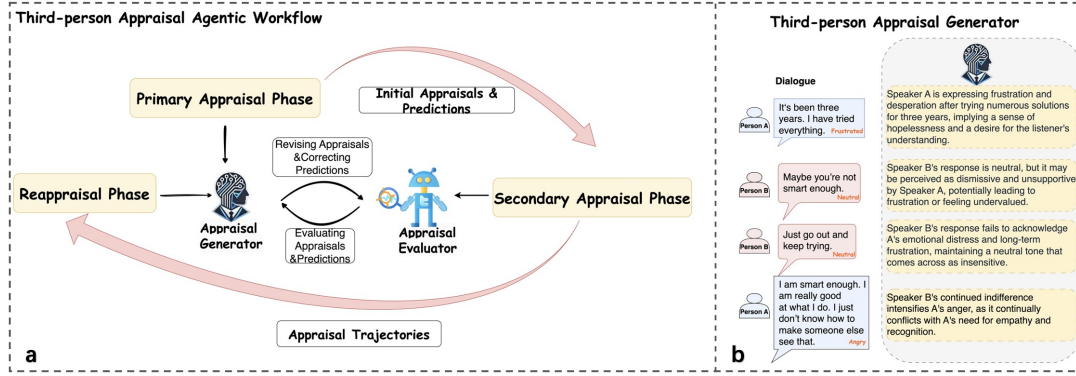 Third-person Appraisal Agentic Workflow
Primary Appraisal Phase
Initial Appraisals &
Predictions
Revising Appraisals
&Correcting
Predictions
Reappraisal Phase
Appraisal
Generator
Appraisal
Evaluator
Secondary Appraisal Phase
Evaluating
Appraisals
&Predictions
Appraisal Trajectories
a
Third-person Appraisal Generator
Dialogue
Person A
It's been three
years. I have tried
everything.
Frustrated
Speaker A is expressing frustration and
desperation after trying numerous solutions
for three years, implying a sense of
hopelessness and a desire for the listener's
understanding.
Person B
Maybe you're not
smart enough.
Neutral
Speaker B's response is neutral, but it may
be perceived as dismissive and unsupportive
by Speaker A, potentially leading to
frustration or feeling undervalued.
Person B
Just go out and
keep trying.
Neutral
Speaker B's response fails to acknowledge
A's emotional distress and long-term
frustration, maintaining a neutral tone that
comes across as insensitive.
Person A
I am smart enough. I
am really good
at what I do. I just
don't know how to
make someone else
see that.
Angry
Speaker B's continued indifference
intensifies A's anger, as it continually
conflicts with A's need for empathy and
recognition.
b